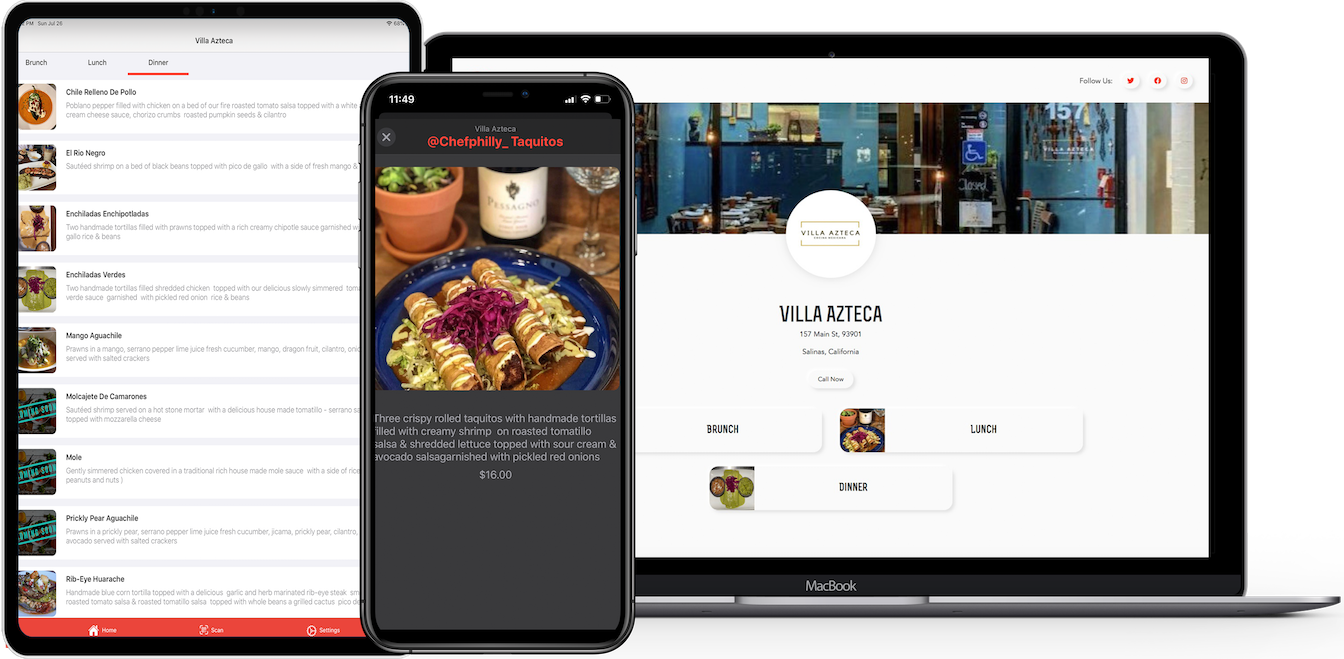 PM Sun Jul 26
63%
Villa Azteca
Brunch
Lunch
Dinner
Chile Relleno De Pollo
Poblano pepper filled with chicken on a bed of our fire roasted tomato salsa topped with a white
cream cheese sauce, chorizo crumbs roasted pumpkin seeds & cilantro
El Rio Negro
Sautéed shrimp on a bed of black beans topped with pico de gallo with a side of fresh mango &
Enchiladas Enchipotladas
Two handmade tortillas filled with prawns topped with a rich creamy chipotle sauce garnished w
gallo rice & beans
Enchiladas Verdes
Two handmade tortillas filled shredded chicken topped with our delicious slowly simmered toma
verde sauce garnished with pickled red onion rice & beans
Mango Aguachile
Prawns in a mango, serrano pepper lime juice fresh cucumber, mango, dragon fruit, cilantro, onio
served with salted crackers
Molcajete De Camarones
Sautéed shrimp served on a hot stone mortar with a delicious house made tomatillo - serrano sa
topped with mozzarella cheese
COMING SOON
Mole
Gently simmered chicken covered in a traditional rich house made mole sauce with a side of rice
peanuts and nuts )
COMING SOON
Prickly Pear Aguachile
Prawns in a prickly pear, serrano pepper lime juice fresh cucumber, jicama, prickly pear, cilantro,
avocado served with salted crackers
COMING SOON
Rib-Eye Huarache
Handmade blue corn tortilla topped with a delicious garlic and herb marinated rib-eye steak sm
roasted tomato salsa & roasted tomatillo salsa topped with whole beans a grilled cactus pico de
Home
Scan
Settings
11:49
Villa Azteca
@Chefphilly_ Taquitos
PESSAGNO
Three crispy rolled taquitos with handmade tortillas
filled with creamy shrimp on roasted tomatillo
salsa & shredded lettuce topped with sour cream &
avocado salsagarnished with pickled red onions
$16.00
Follow Us:
157
VILLA AZTECA
Closed
VILLA AZTECA
VILLA AZTECA
157 Main St, 93901
Salinas, California
Call Now
BRUNCH
LUNCH
DINNER
MacBook